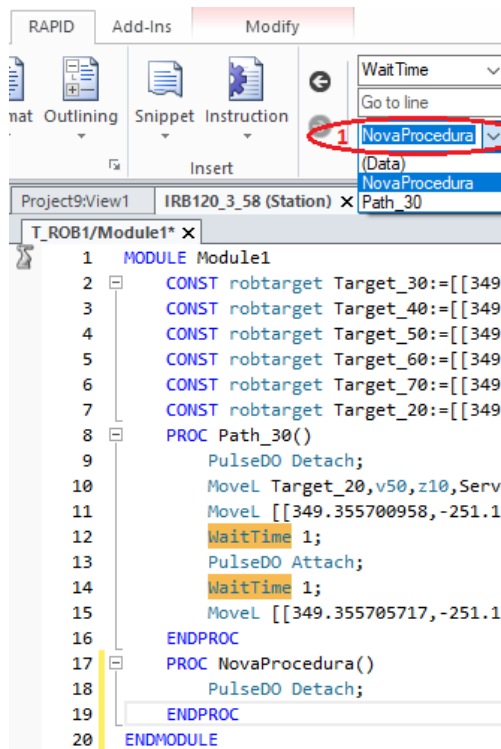 RAPID Add-Ins Modify
WaitTime
Go to line
mat Outlining Snippet Instruction
1 NovaProcedura
Insert
(Data)
NovaProcedura
Path_30
Project9:View1 IRB120_3_58 (Station) X
T_ROB1/Module1* X
1 MODULE Module1
2 CONST robtarget Target_30:=[[349
3 CONST robtarget Target_40:=[[349
4 CONST robtarget Target_50:=[[349
5 CONST robtarget Target_60:=[[349
6 CONST robtarget Target_70:=[[349
7 CONST robtarget Target_20:=[[349
8 PROC Path_30()
9 PulseDO Detach;
10 MoveL Target_20,v50,z10,Serv
11 MoveL [[349.355700958,-251.1
12 WaitTime 1;
13 PulseDO Attach;
14 WaitTime 1;
15 MoveL [[349.355705717,-251.1
16 ENDPROC
17 PROC NovaProcedura()
18 PulseDO Detach;
19 ENDPROC
20 ENDMODULE